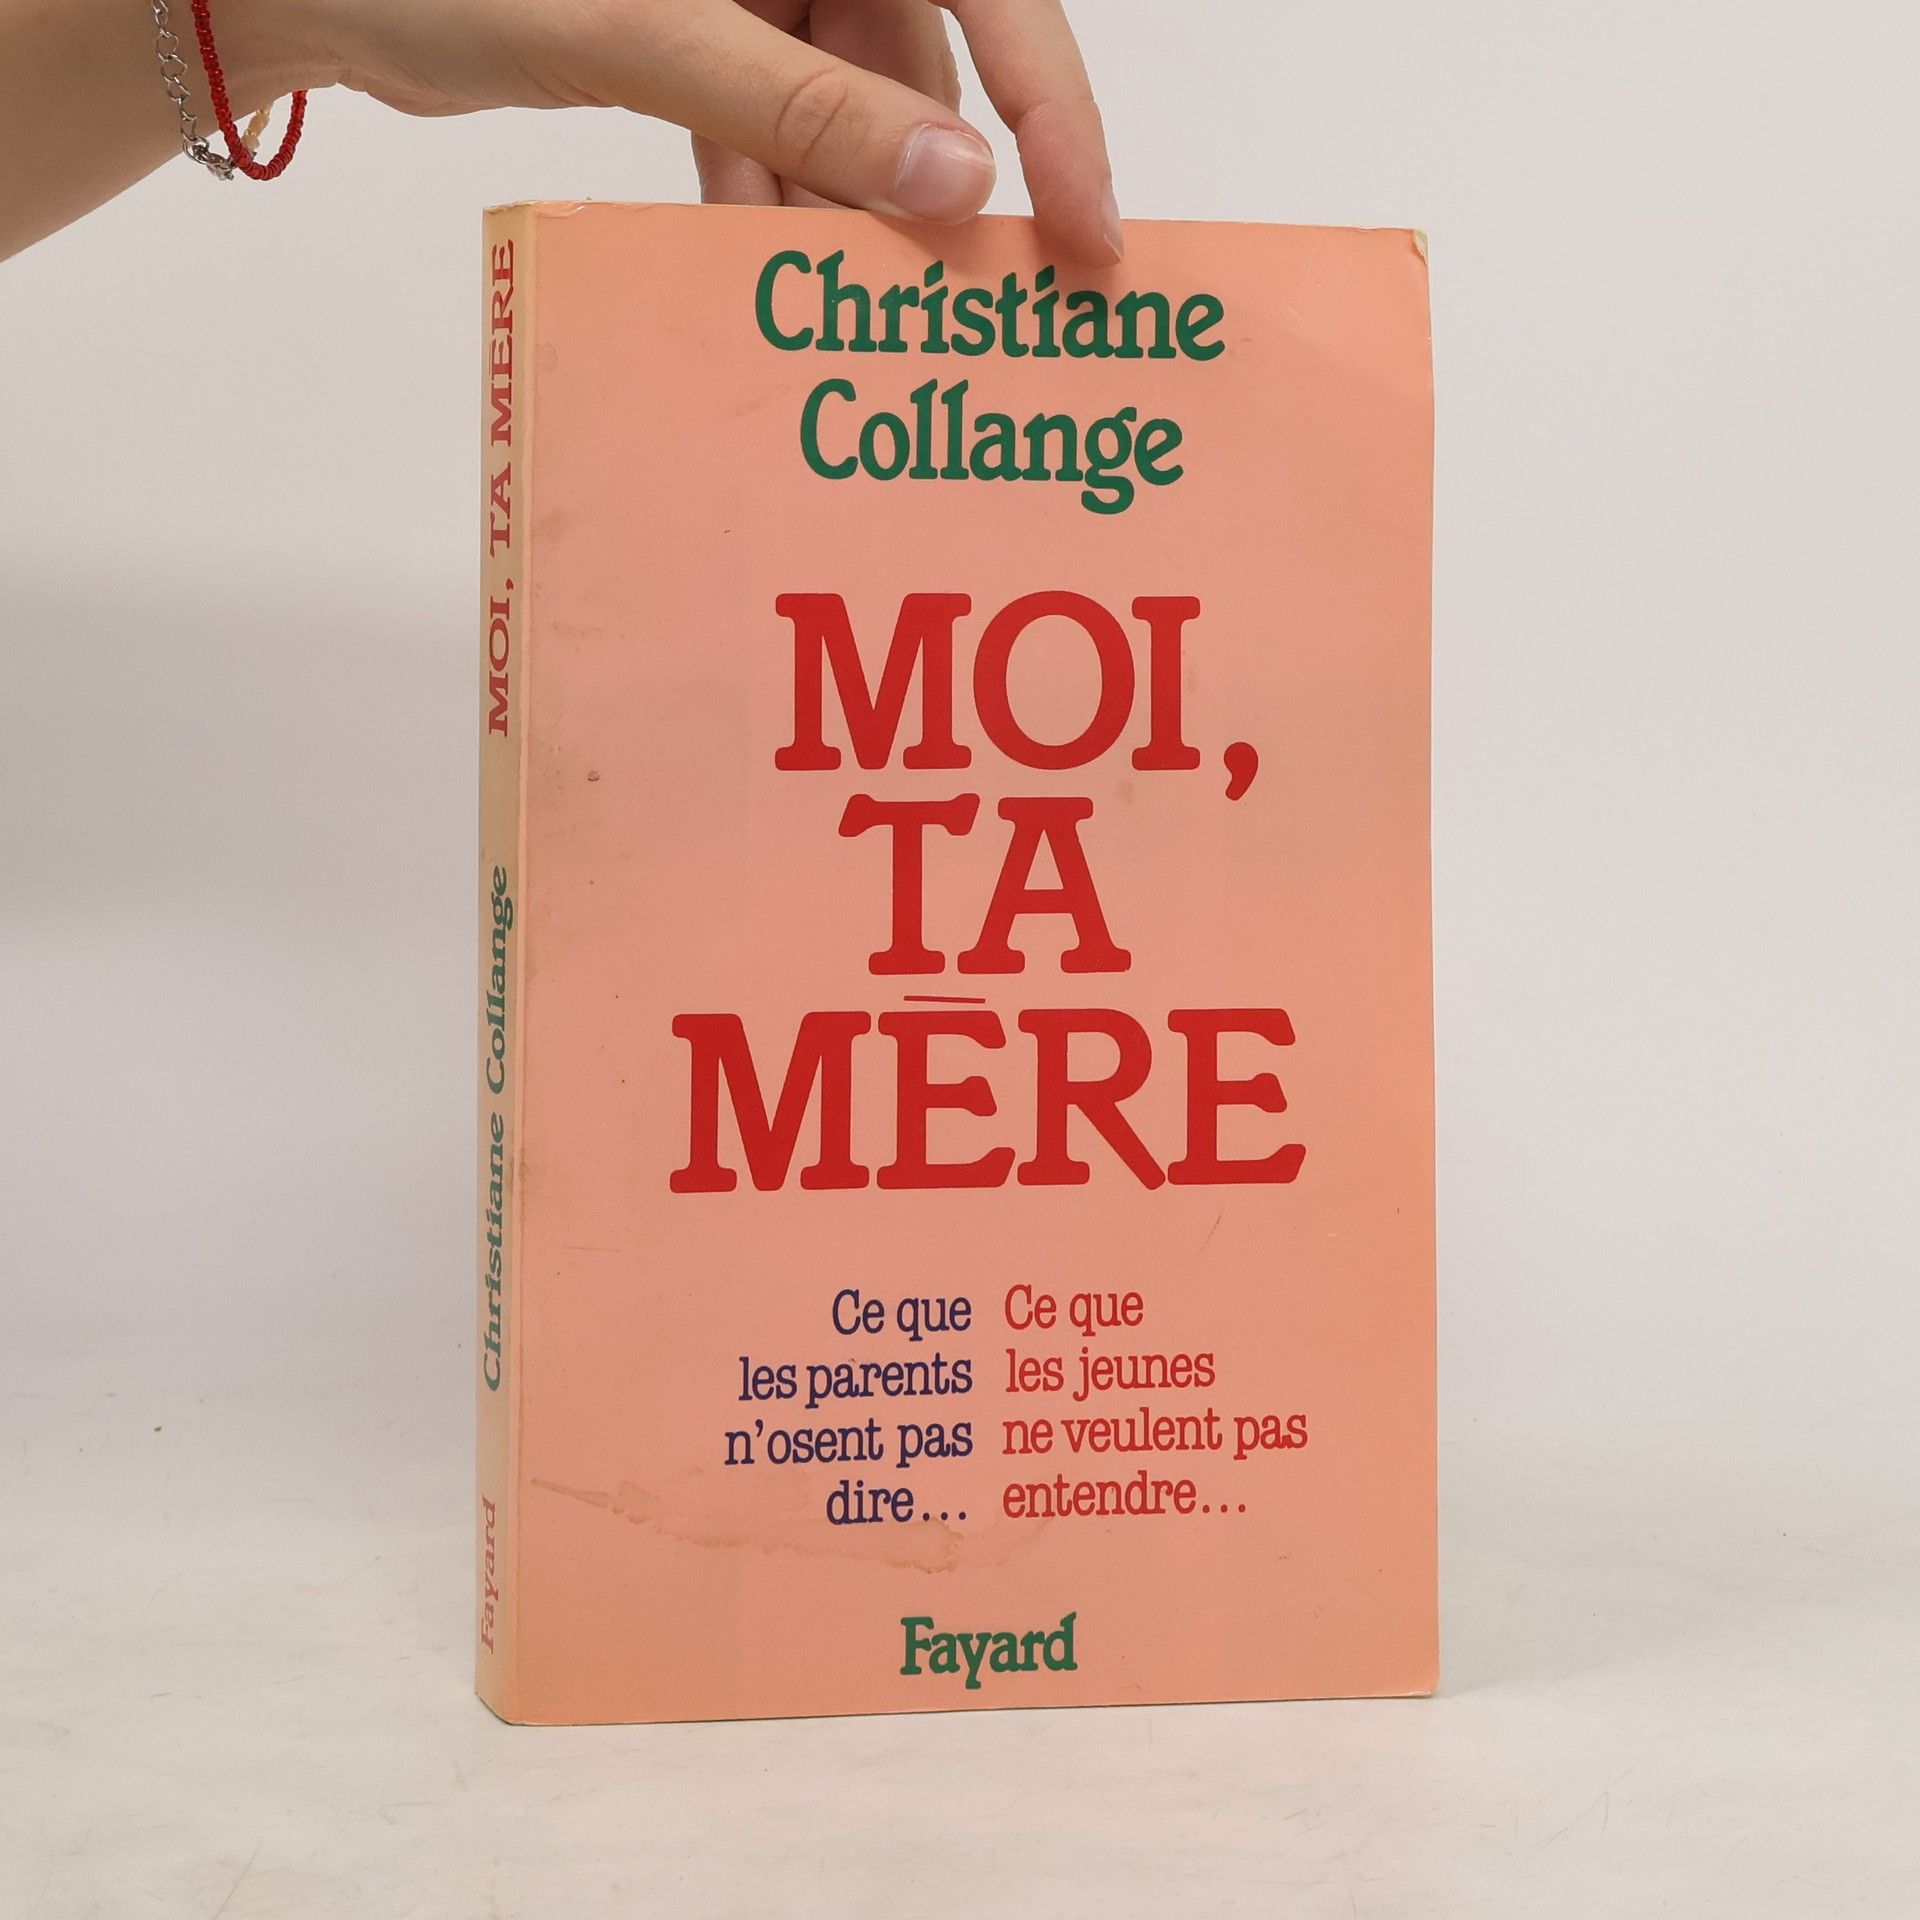 Christiane
Collange
MOI,
TA
MÈRE
Ce que
les parents
n'osent pas
dire...
Ce que
les jeunes
ne veulent pas
entendre...
Fayard
Fayard Christiane Collange MOI, TA MÈRE